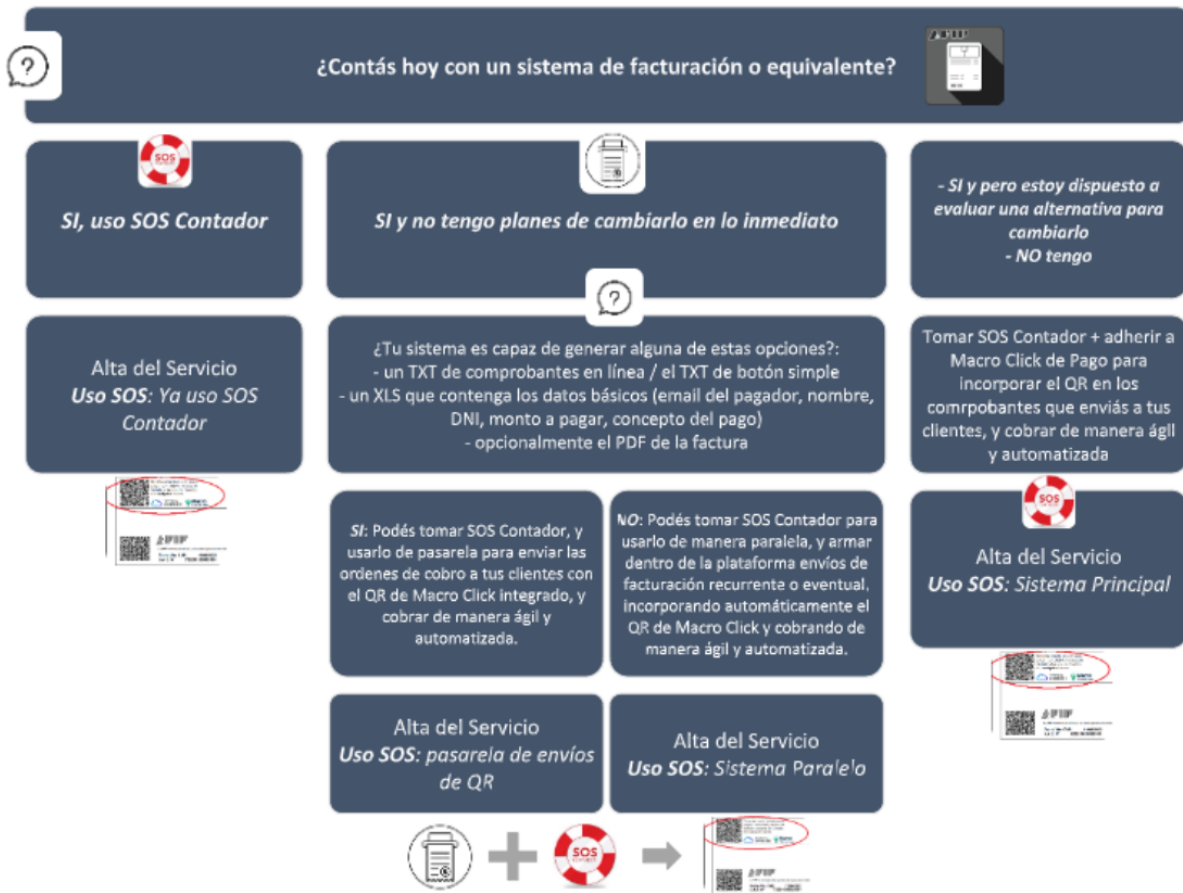 AFIP
¿Contás hoy con un sistema de facturación o equivalente?
SOS
SI, uso SOS Contador
SI y no tengo planes de cambiarlo en lo inmediato
- SI y pero estoy dispuesto a
evaluar una alternativa para
cambiarlo
- NO tengo
Alta del Servicio
Uso SOS: Ya uso SOS
Contador
¿Tu sistema es capaz de generar alguna de estas opciones?:
- un TXT de comprobantes en línea / el TXT de botón simple
- un XLS que contenga los datos básicos (email del pagador, nombre,
DNI, monto a pagar, concepto del pago)
- opcionalmente el PDF de la factura
Tomar SOS Contador + adherir a
Macro Click de Pago para
incorporar el QR en los
comrpobantes que enviás a tus
clientes, y cobrar de manera ágil
y automatizada
AFIP
SI: Podés tomar SOS Contador, y
usarlo de pasarela para enviar las
ordenes de cobro a tus clientes con
el QR de Macro Click integrado, y
cobrar de manera ágil y
automatizada.
NO: Podés tomar SOS Contador para
usarlo de manera paralela, y armar
dentro de la plataforma envíos de
facturación recurrente o eventual,
incorporando automáticamente el
QR de Macro Click y cobrando de
manera ágil y automatizada.
SOS
Alta del Servicio
Uso SOS: Sistema Principal
AFIP
Alta del Servicio
Uso SOS: pasarela de envíos
de QR
Alta del Servicio
Uso SOS: Sistema Paralelo
SOS
AFIP